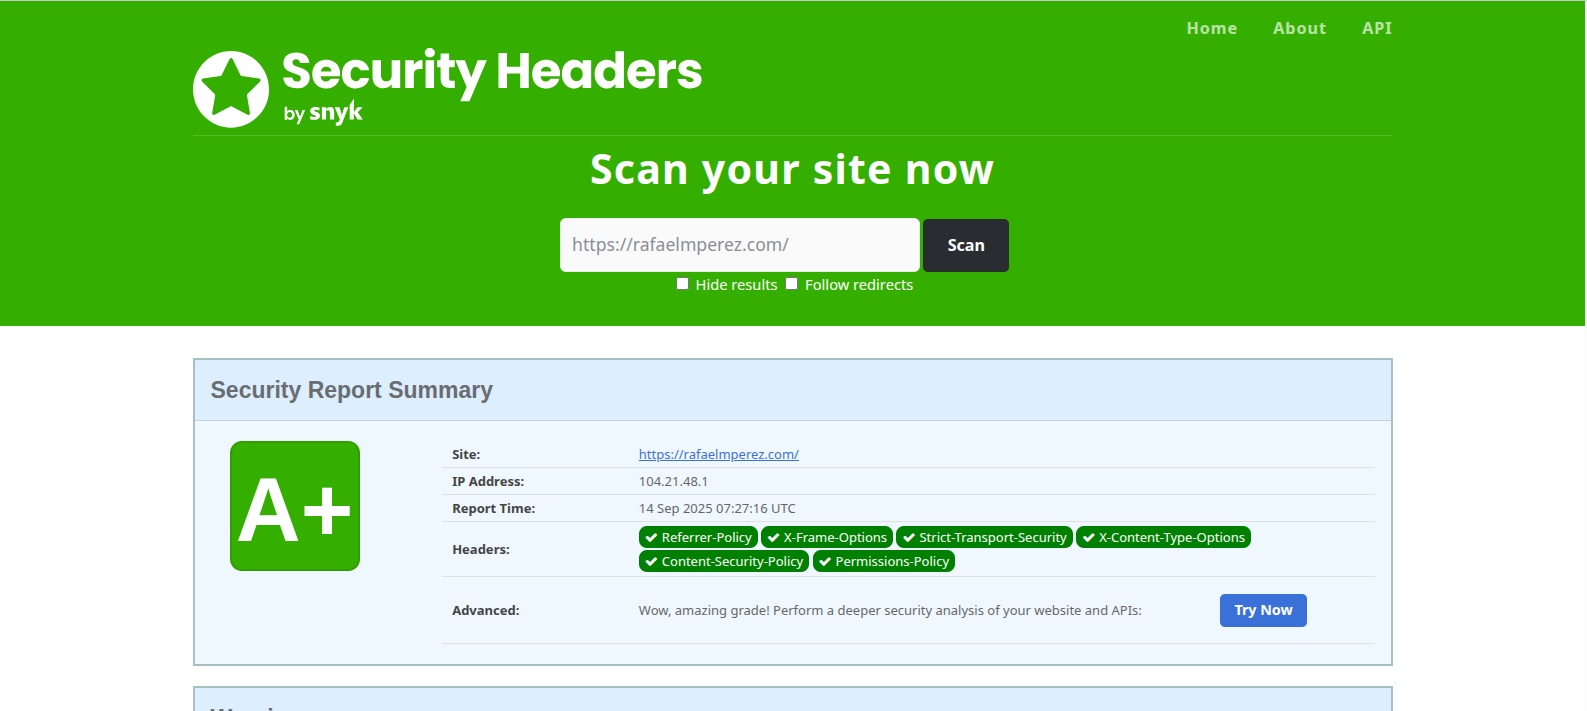 Home About API
Security Headers
by snyk
Scan your site now
https://rafaelmperez.com/ Scan
Hide results Follow redirects
Security Report Summary
A+
Site: https://rafaelmperez.com/
IP Address: 104.21.48.1
Report Time: 14 Sep 2025 07:27:16 UTC
Headers: Referrer-Policy X-Frame-Options Strict-Transport-Security X-Content-Type-Options
Content-Security-Policy Permissions-Policy
Advanced: Wow, amazing grade! Perform a deeper security analysis of your website and APIs: Try Now